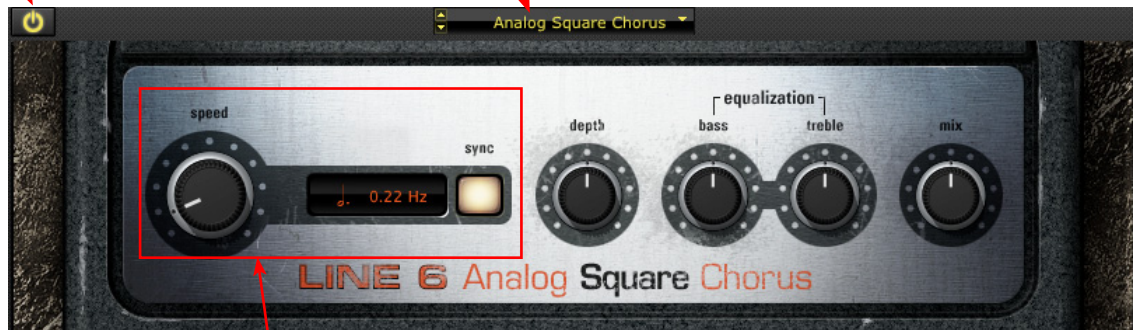 Analog Square Chorus
speed
sync
0.22 Hz
depth
equalization
bass
treble
mix
LINE 6 Analog Square Chorus